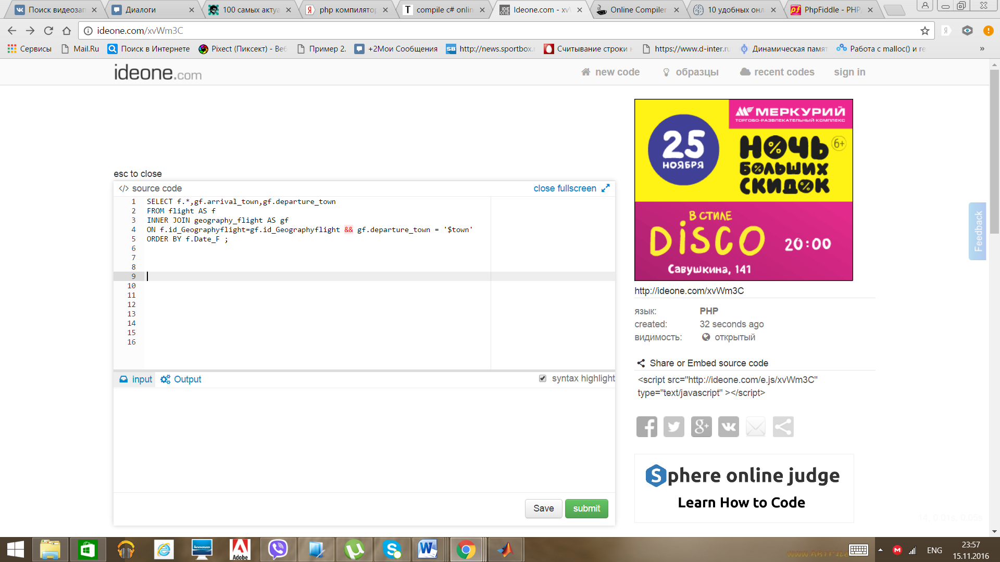 Поиск видеозап
Диалоги
100 самых актуа
php компилятор
compile c# onlin
Ideone.com - xvW
Online Compiler
10 удобных онл
PhpFiddle - PHP
ideone.com/xvWm3C
Сервисы
Mail.Ru
Поиск в Интернете
Pixect (Пиксект) - Веб
Пример 2.
+2Мои Сообщения
http://news.sportbox.r
Считывание строки
https://www.d-inter.ru
Динамическая памят
Работа с malloc() и
»
ideone.com
new code
образцы
recent codes
sign in
esc to close
</> source code
close fullscreen
1 SELECT f.*,gf.arrival_town,gf.departure_town
2 FROM flight AS f
3 INNER JOIN geography_flight AS gf
4 ON f.id_Geographyflight=gf.id_Geographyflight && gf.departure_town = '$town'
5 ORDER BY f.Date_F ;
6
7
8
9
10
11
12
13
14
15
16
input
Output
syntax highlight
Save
submit
МЕРКУРИЙ
ТОРГОВО-РАЗВЛЕКАТЕЛЬНЫЙ КОМПЛЕКС
25
НОЯБРЯ
НОЧЬ
6+
БОЛЬШИХ
СКИДОК
В СТИЛЕ
DISCO
20:00
Савушкина, 141
http://ideone.com/xvWm3C
язык: PHP
created: 32 seconds ago
видимость: открытый
Share or Embed source code
<script src="http://ideone.com/e.js/xvWm3C"
type="text/javascript" ></script>
Sphere online judge
Learn How to Code
Feedback
14 0.01s, 0.05s
ENG
23:57
15.11.2016